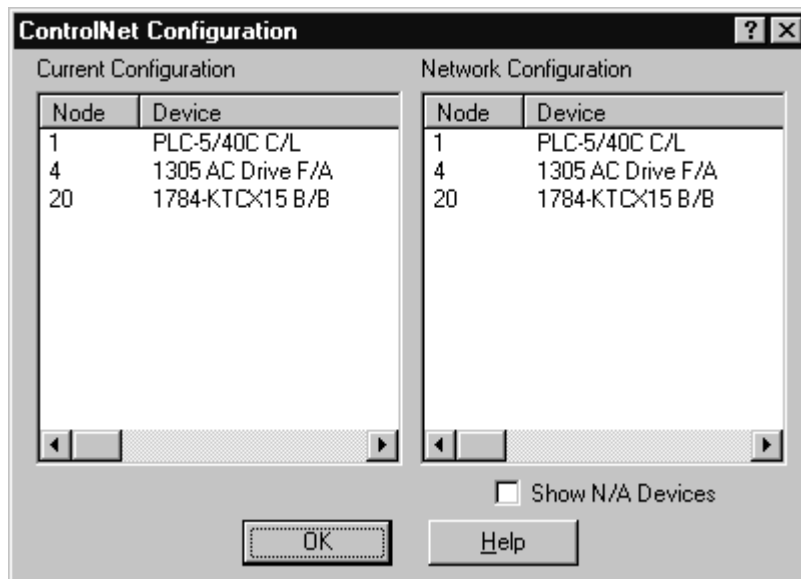 ControlNet Configuration
Current Configuration
Node Device
1 PLC-5/40C C/L
4 1305 AC Drive F/A
20 1784-KTCX15 B/B
Network Configuration
Node Device
1 PLC-5/40C C/L
4 1305 AC Drive F/A
20 1784-KTCX15 B/B
Show N/A Devices
OK Help